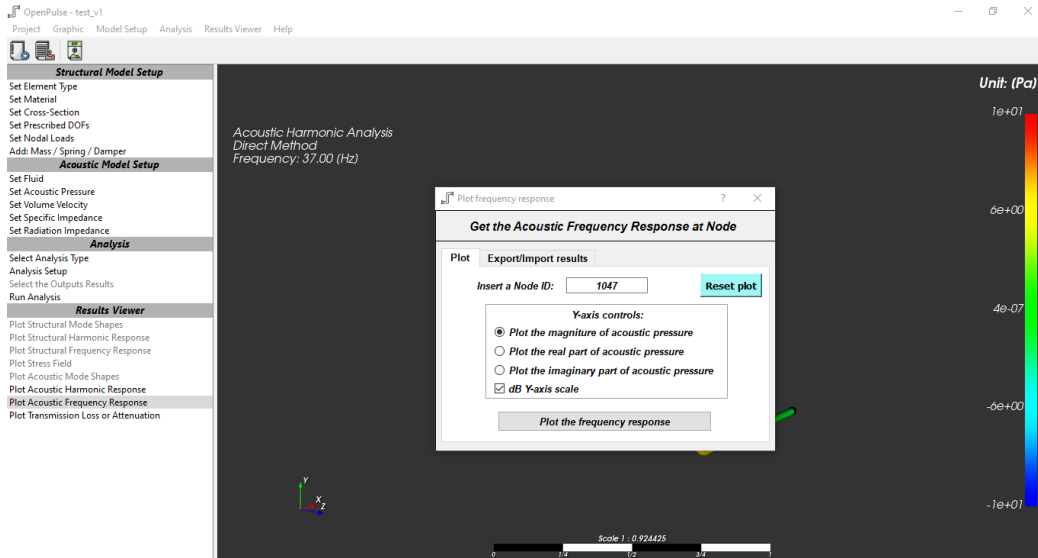 OpenPulse - test_v1
Project Graphic Model Setup Analysis Results Viewer Help
Structural Model Setup
Set Element Type
Set Material
Set Cross-Section
Set Prescribed DOFs
Set Nodal Loads
Add: Mass / Spring / Damper
Acoustic Model Setup
Set Fluid
Set Acoustic Pressure
Set Volume Velocity
Set Specific Impedance
Set Radiation Impedance
Analysis
Select Analysis Type
Analysis Setup
Select the Outputs Results
Run Analysis
Results Viewer
Plot Structural Mode Shapes
Plot Structural Harmonic Response
Plot Structural Frequency Response
Plot Stress Field
Plot Acoustic Mode Shapes
Plot Acoustic Harmonic Response
Plot Acoustic Frequency Response
Plot Transmission Loss or Attenuation
Acoustic Harmonic Analysis
Direct Method
Frequency: 37.00 (Hz)
Plot frequency response ?
Get the Acoustic Frequency Response at Node
Plot Export/Import results
Insert a Node ID: 1047 Reset plot
Y-axis controls:
Plot the magniture of acoustic pressure
Plot the real part of acoustic pressure
Plot the imaginary part of acoustic pressure
dB Y-axis scale
Plot the frequency response
Unit: (Pa)
1e+01
6e+00
4e-07
-6e+00
-1e+01
Y
X
Z
Scale 1 : 0.924425
0 1/4 1/2 3/4 1